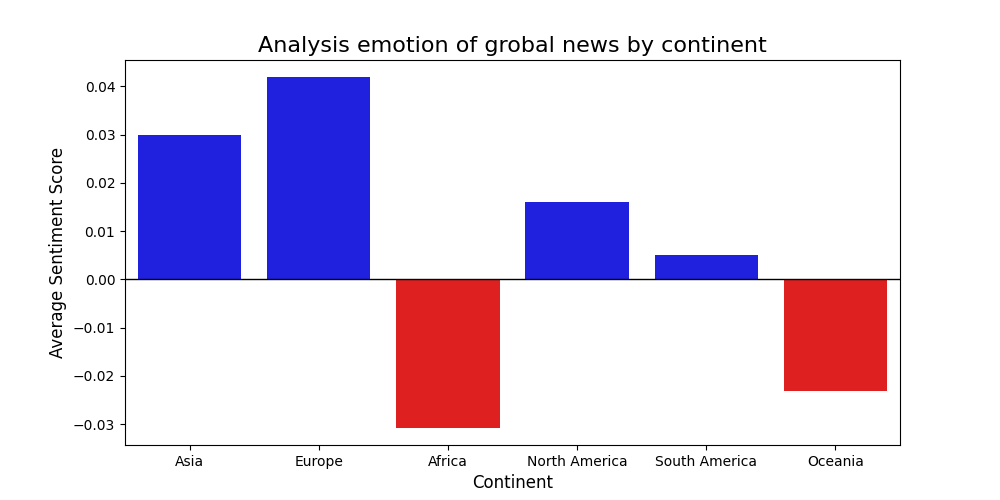 Analysis emotion of grobal news by continent
Average Sentiment Score
0.04
0.03
0.02
0.01
0.00
−0.01
−0.02
−0.03
Asia Europe Africa North America South America Oceania
Continent